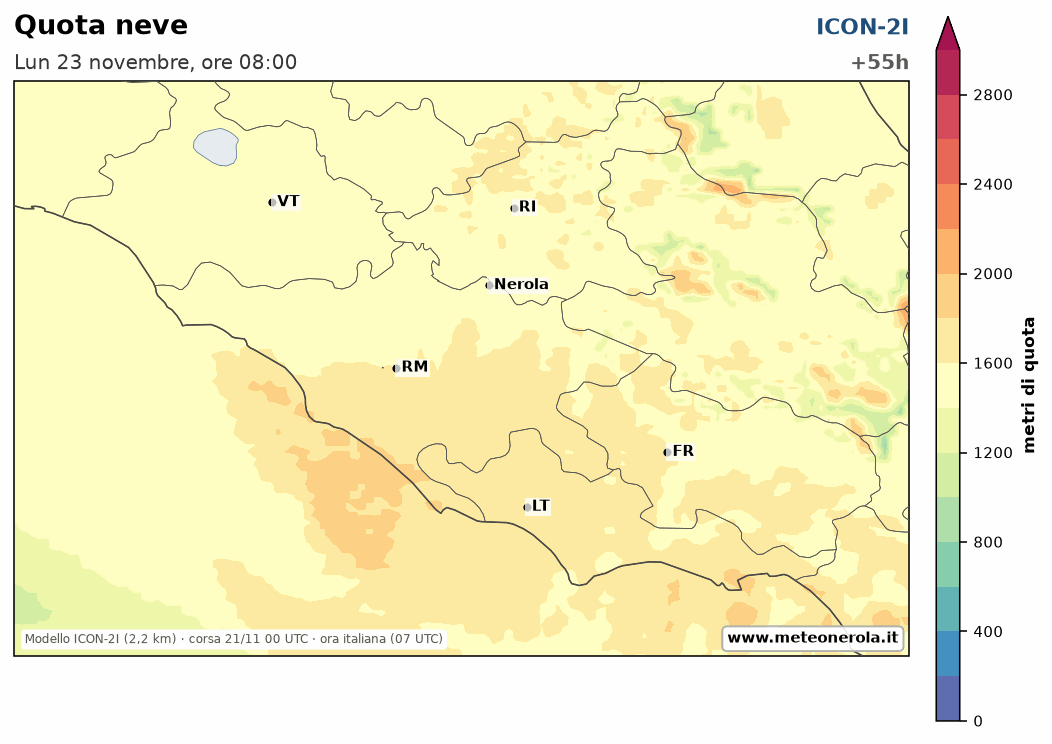 Quota neve
ICON-2I
Lun 23 novembre, ore 08:00
+55h
2800
2400
2000
1600
1200
800
400
0
metri di quota
VT
RI
Nerola
RM
FR
LT
Modello ICON-2I (2,2 km) · corsa 21/11 00 UTC · ora italiana (07 UTC)
www.meteonerola.it